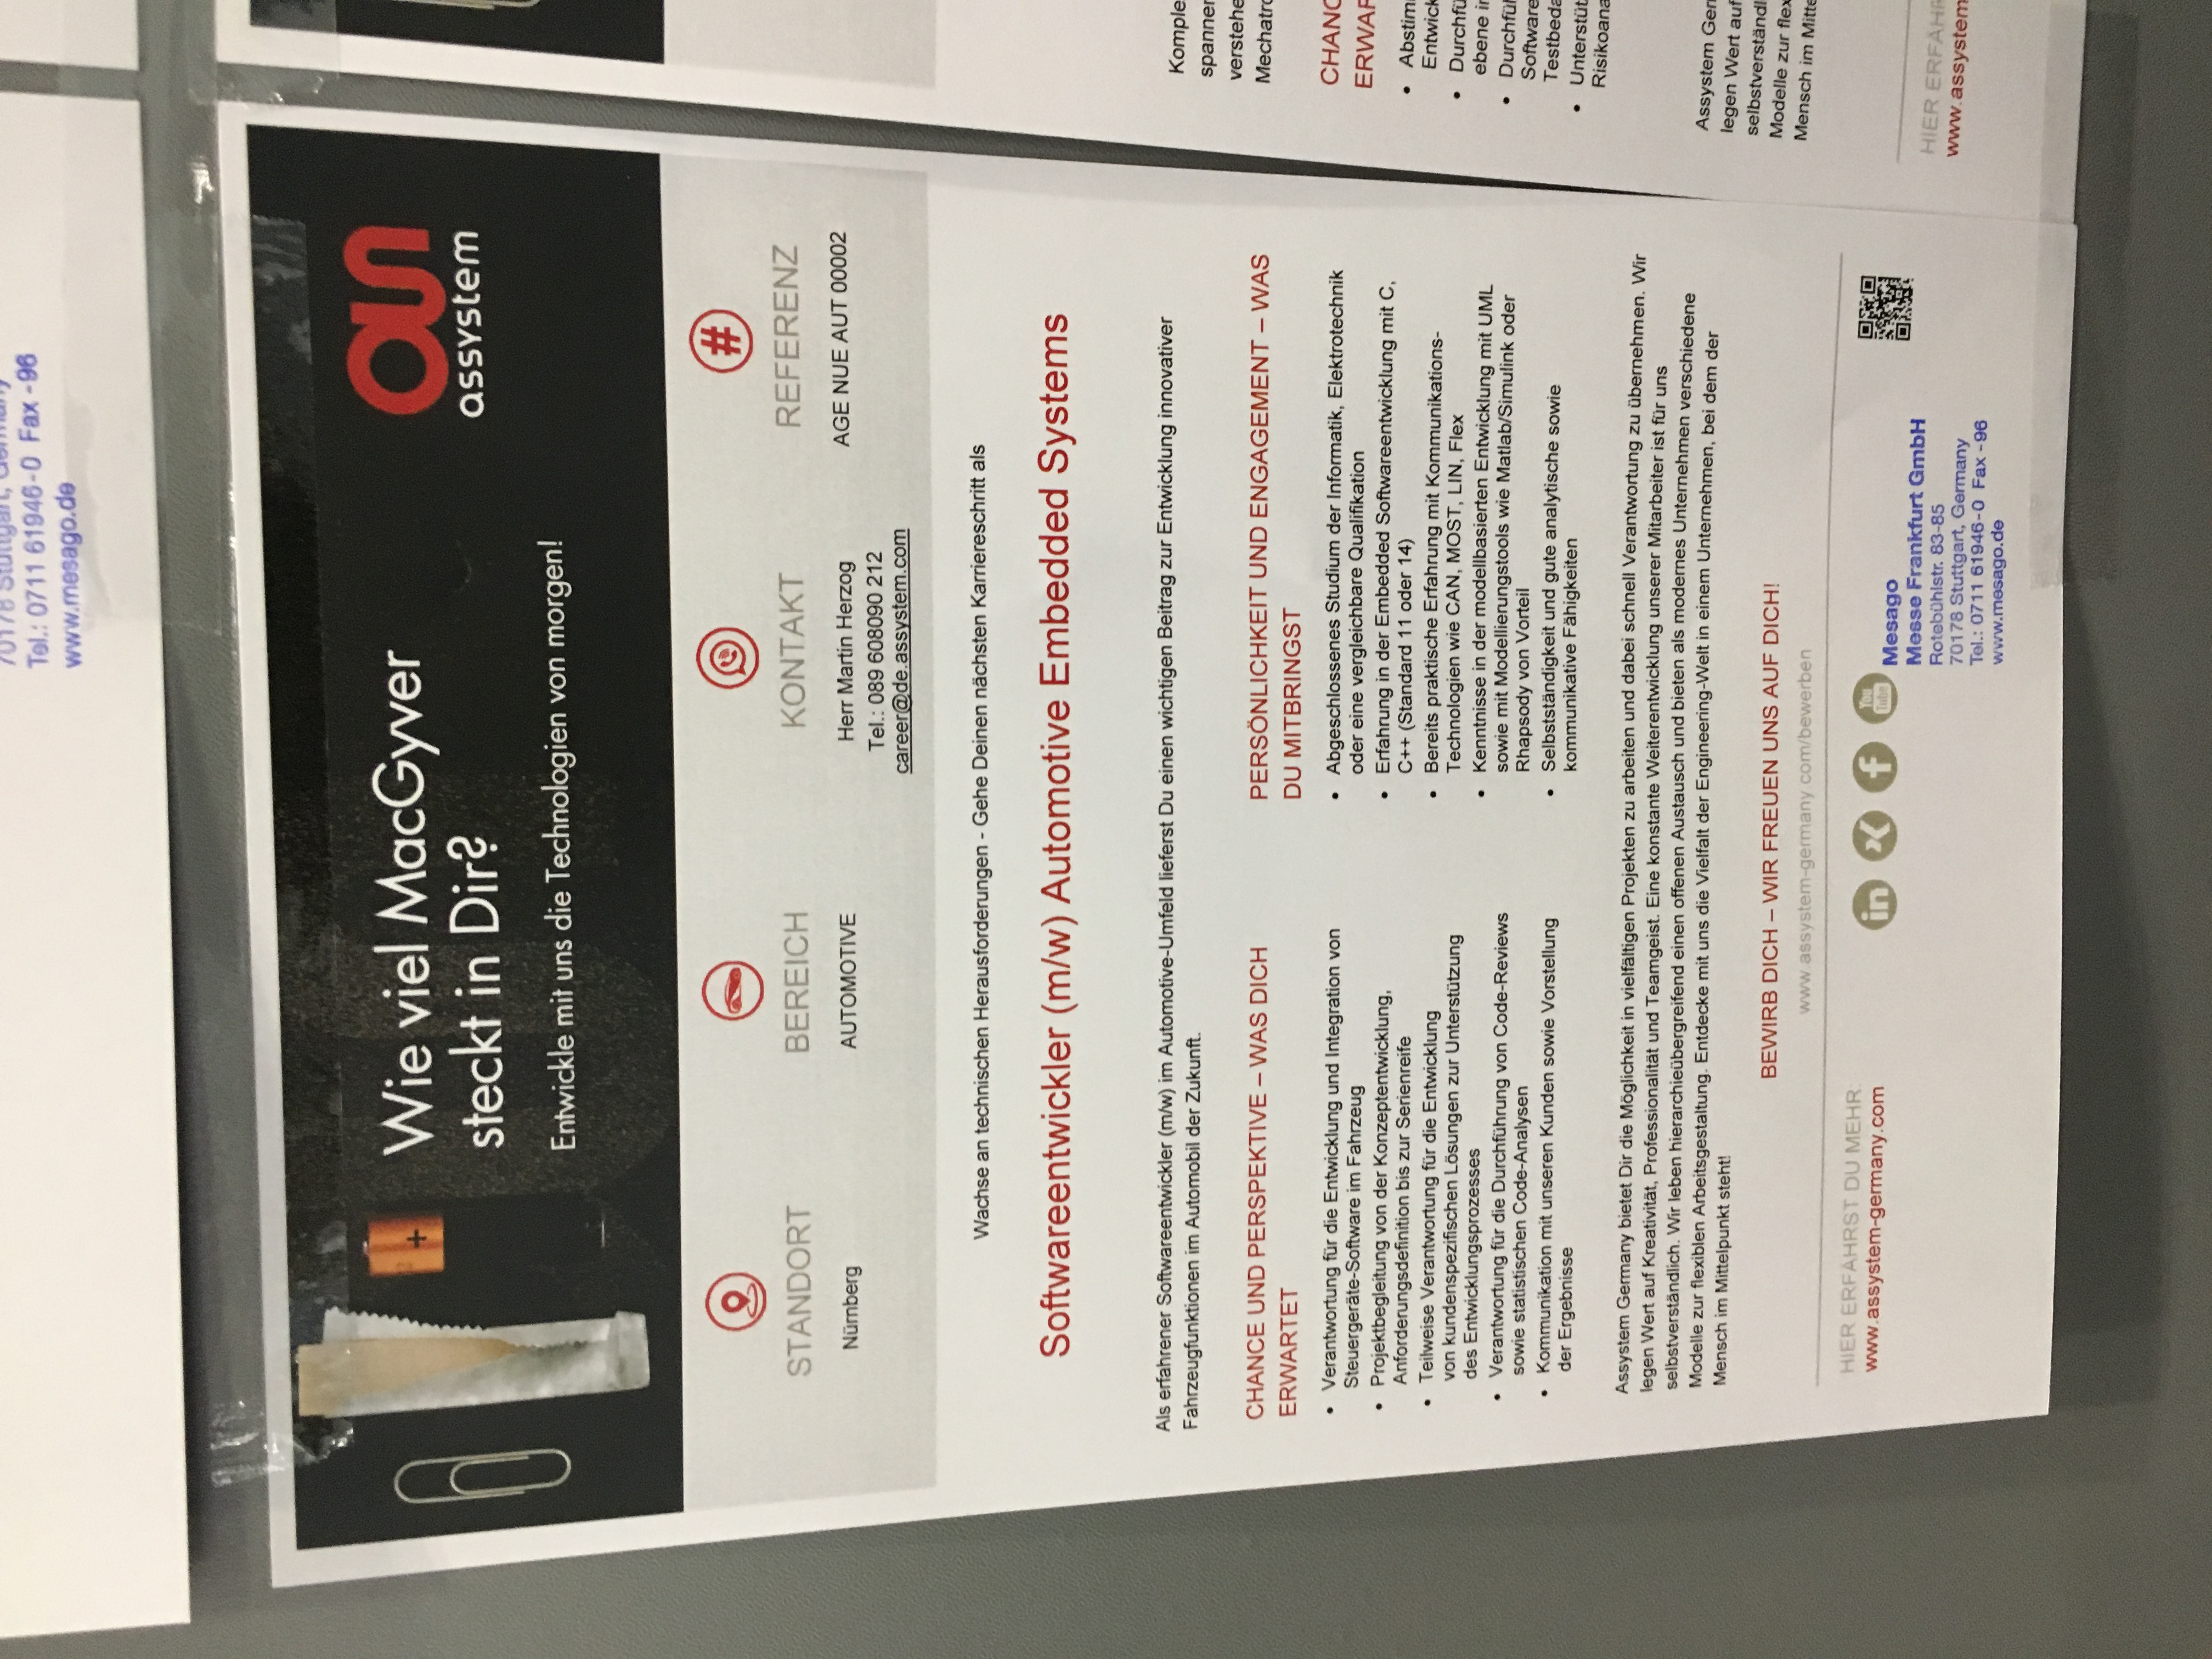 70178 Stuttgart, Germany
Tel.: 0711 61946-0 Fax -96
www.mesago.de
Wie viel MacGyver
steckt in Dir?
Entwickle mit uns die Technologien von morgen!
assystem
+
#
STANDORT
Nürnberg
BEREICH
AUTOMOTIVE
KONTAKT
Herr Martin Herzog
Tel.: 089 608090 212
career@de.assystem.com
REFERENZ
AGE NUE AUT 00002
Wachse an technischen Herausforderungen - Gehe Deinen nächsten Karriereschritt als
Softwareentwickler (m/w) Automotive Embedded Systems
Als erfahrener Softwareentwickler (m/w) im Automotive-Umfeld lieferst Du einen wichtigen Beitrag zur Entwicklung innovativer
Fahrzeugfunktionen im Automobil der Zukunft.
CHANCE UND PERSPEKTIVE – WAS DICH
ERWARTET
• Verantwortung für die Entwicklung und Integration von
Steuergeräte-Software im Fahrzeug
• Projektbegleitung von der Konzeptentwicklung,
Anforderungsdefinition bis zur Serienreife
• Teilweise Verantwortung für die Entwicklung
von kundenspezifischen Lösungen zur Unterstützung
des Entwicklungsprozesses
• Verantwortung für die Durchführung von Code-Reviews
sowie statistischen Code-Analysen
• Kommunikation mit unseren Kunden sowie Vorstellung
der Ergebnisse
PERSÖNLICHKEIT UND ENGAGEMENT – WAS
DU MITBRINGST
• Abgeschlossenes Studium der Informatik, Elektrotechnik
oder eine vergleichbare Qualifikation
• Erfahrung in der Embedded Softwareentwicklung mit C,
C++ (Standard 11 oder 14)
• Bereits praktische Erfahrung mit Kommunikations-
Technologien wie CAN, MOST, LIN, Flex
• Kenntnisse in der modellbasierten Entwicklung mit UML
sowie mit Modellierungstools wie Matlab/Simulink oder
Rhapsody von Vorteil
• Selbstständigkeit und gute analytische sowie
kommunikative Fähigkeiten
Assystem Germany bietet Dir die Möglichkeit in vielfältigen Projekten zu arbeiten und dabei schnell Verantwortung zu übernehmen. Wir
legen Wert auf Kreativität, Professionalität und Teamgeist. Eine konstante Weiterentwicklung unserer Mitarbeiter ist für uns
selbstverständlich. Wir leben hierarchieübergreifend einen offenen Austausch und bieten als modernes Unternehmen verschiedene
Modelle zur flexiblen Arbeitsgestaltung. Entdecke mit uns die Vielfalt der Engineering-Welt in einem Unternehmen, bei dem der
Mensch im Mittelpunkt steht!
BEWIRB DICH – WIR FREUEN UNS AUF DICH!
www.assystem-germany.com/bewerben
HIER ERFÄHRST DU MEHR:
www.assystem-germany.com
in
f
You
Tube
Mesago
Messe Frankfurt GmbH
Rotebühlstr. 83-85
70178 Stuttgart, Germany
Tel.: 0711 61946-0 Fax -96
www.mesago.de
Komple
spanner
verstehe
Mechatro
CHANC
ERWAR
• Abstim
Entwick
• Durchfü
ebene i
• Durchfü
Software
Testbeda
• Unterstüt
Risikoana
Assystem Ger
legen Wert auf
selbstverständl
Modelle zur flex
Mensch im Mitte
HIER ERFÄHR
www.assystem